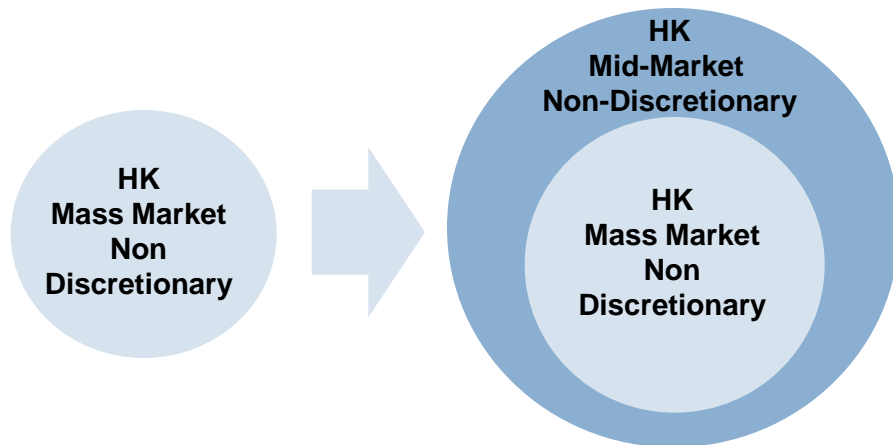 HK
Mass Market
Non
Discretionary
HK
Mid-Market
Non-Discretionary
HK
Mass Market
Non
Discretionary